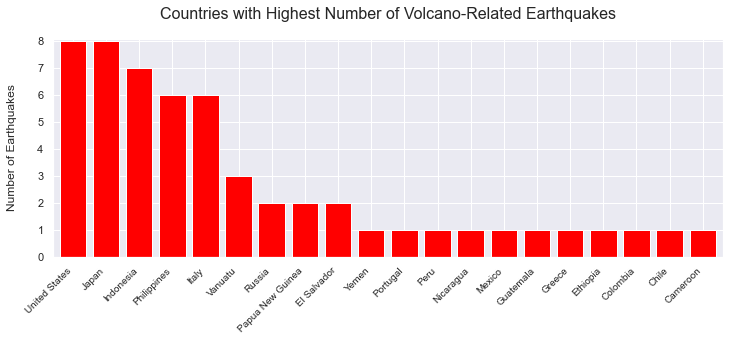 Countries with Highest Number of Volcano-Related Earthquakes
Number of Earthquakes
8
7
6
5
4
3
2
1
0
United States
Japan
Indonesia
Philippines
Italy
Vanuatu
Russia
Papua New Guinea
El Salvador
Yemen
Portugal
Peru
Nicaragua
Mexico
Guatemala
Greece
Ethiopia
Colombia
Chile
Cameroon